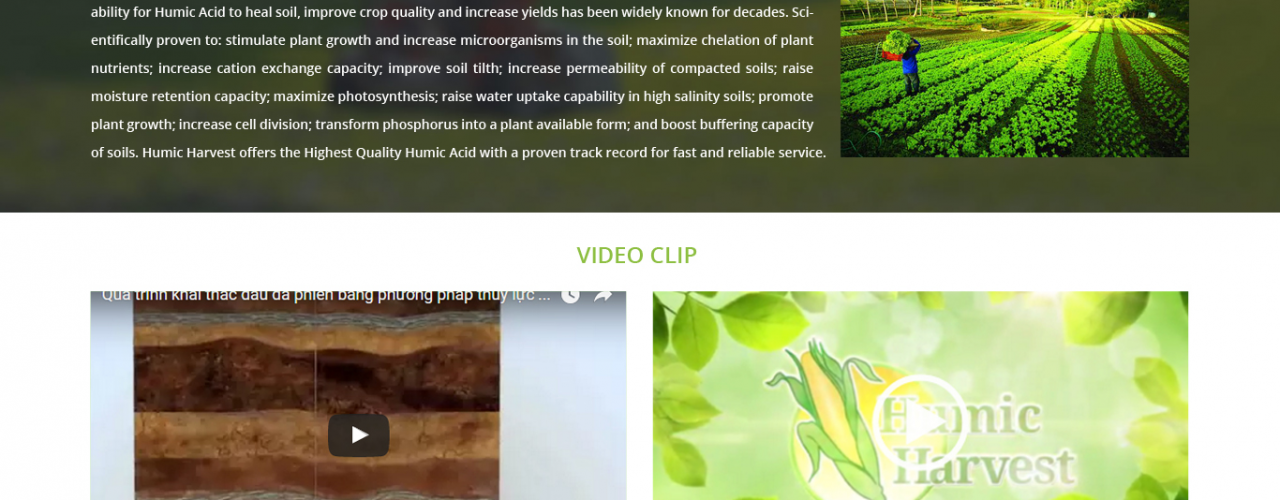 ability for Humic Acid to heal soil, improve crop quality and increase yields has been widely known for decades. Sci-
entifically proven to: stimulate plant growth and increase microorganisms in the soil; maximize chelation of plant
nutrients; increase cation exchange capacity; improve soil tilth; increase permeability of compacted soils; raise
moisture retention capacity; maximize photosynthesis; raise water uptake capability in high salinity soils; promote
plant growth; increase cell division; transform phosphorus into a plant available form; and boost buffering capacity
of soils. Humic Harvest offers the Highest Quality Humic Acid with a proven track record for fast and reliable service.
VIDEO CLIP
Quá trình khai thác dầu đá phiến bằng phương pháp thủy lực ...
Humic
Harvest